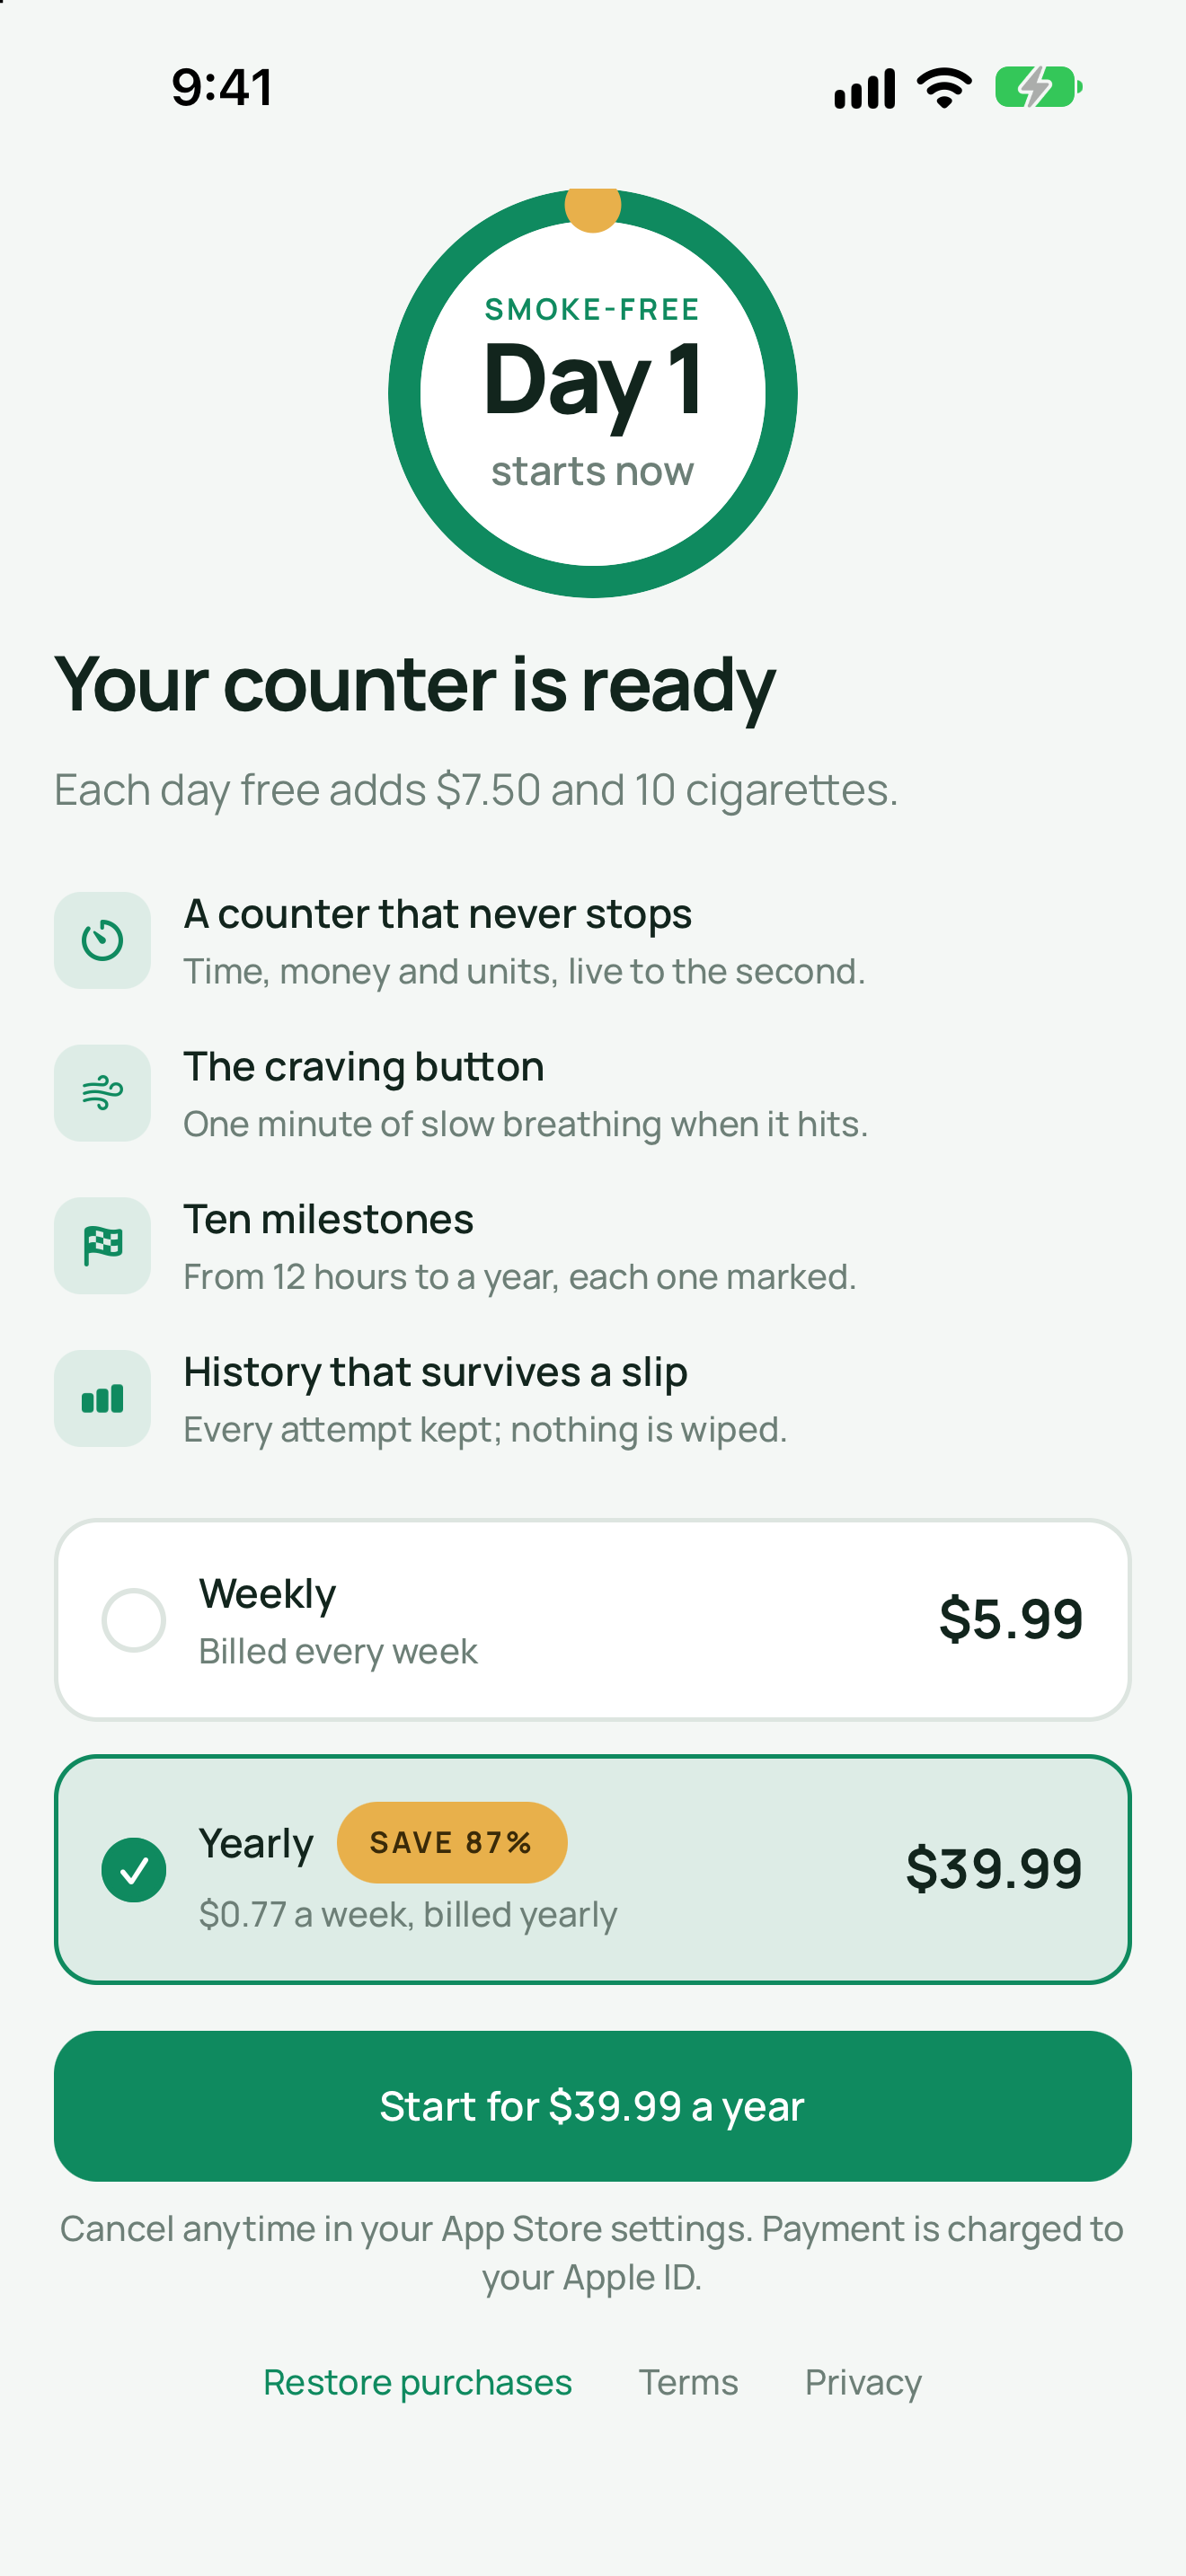 9:41
SMOKE-FREE
Day 1
starts now
Your counter is ready
Each day free adds $7.50 and 10 cigarettes.
A counter that never stops
Time, money and units, live to the second.
The craving button
One minute of slow breathing when it hits.
Ten milestones
From 12 hours to a year, each one marked.
History that survives a slip
Every attempt kept; nothing is wiped.
Weekly
Billed every week
$5.99
Yearly
SAVE 87%
$0.77 a week, billed yearly
$39.99
Start for $39.99 a year
Cancel anytime in your App Store settings. Payment is charged to
your Apple ID.
Restore purchases
Terms
Privacy